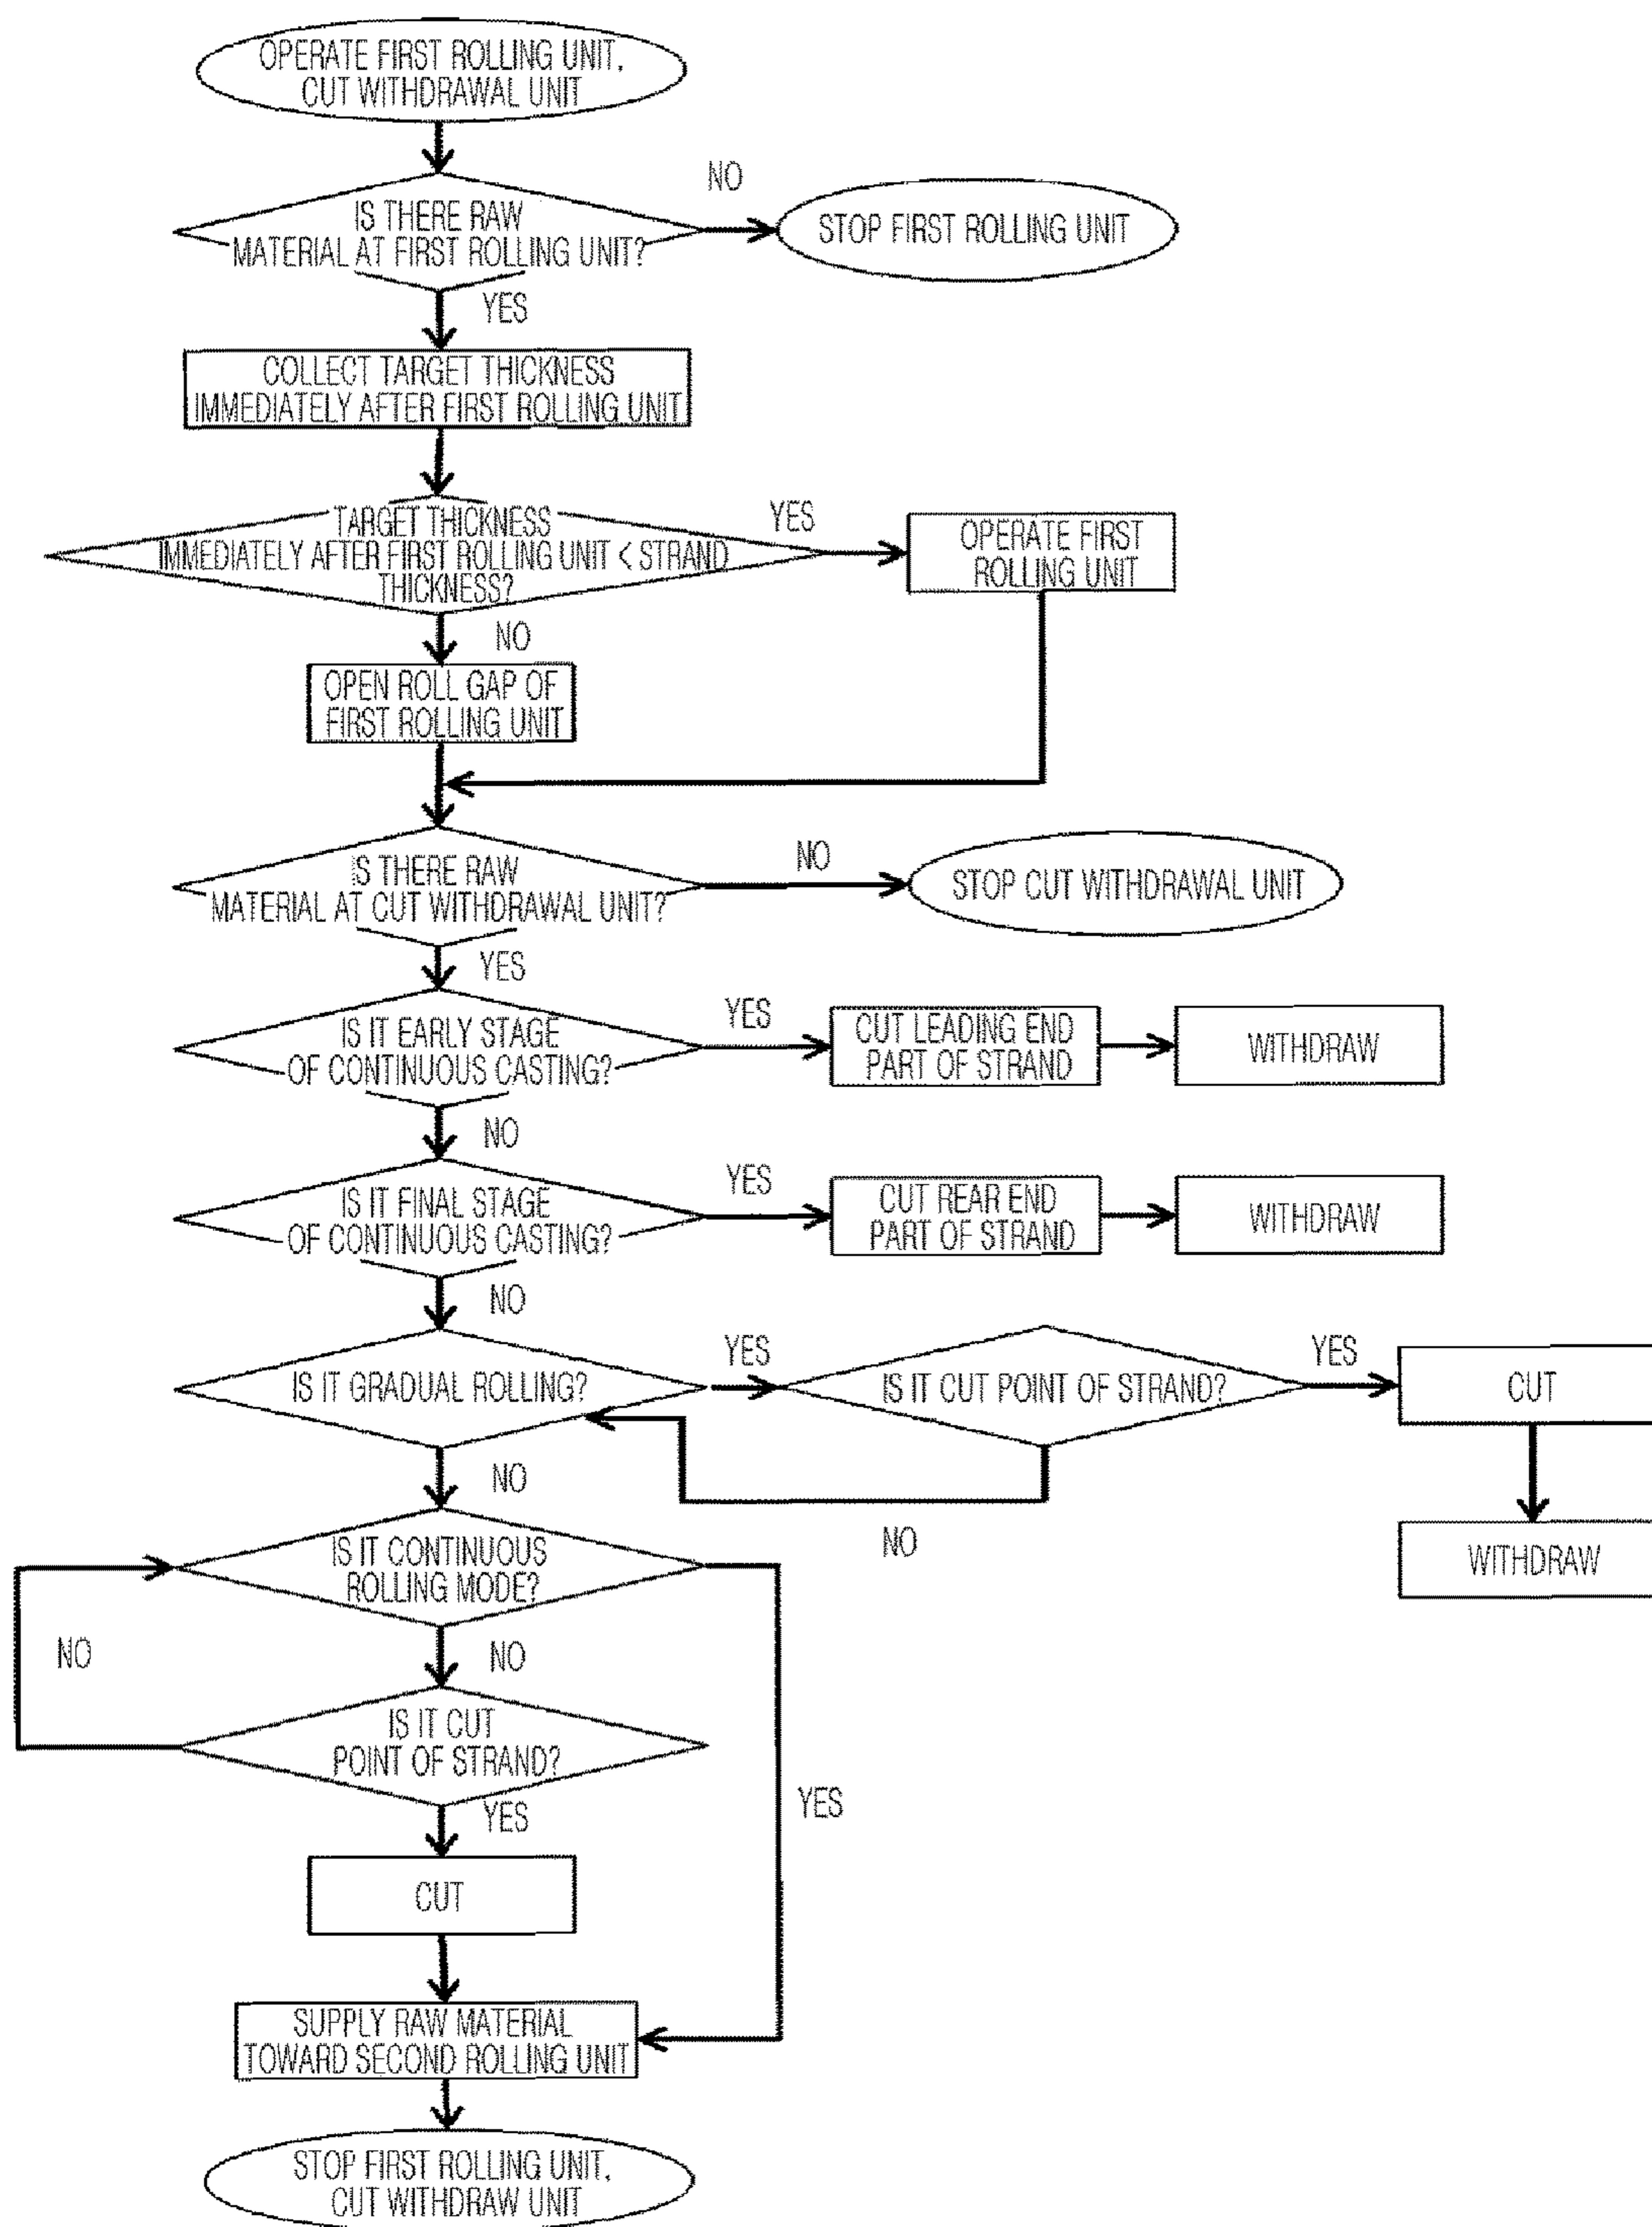 OPERATE FIRST ROLLING UNIT,
CUT WITHDRAWAL UNIT
NO
IS THERE RAW
MATERIAL AT FIRST ROLLING UNIT?
STOP FIRST ROLLING UNIT
YES
COLLECT TARGET THICKNESS
IMMEDIATELY AFTER FIRST ROLLING UNIT
YES
TARGET THICKNESS
IMMEDIATELY AFTER FIRST ROLLING UNIT < STRAND
THICKNESS?
OPERATE FIRST
ROLLING UNIT
NO
OPEN ROLL GAP OF
FIRST ROLLING UNIT
NO
IS THERE RAW
MATERIAL AT CUT WITHDRAWAL UNIT?
STOP CUT WITHDRAWAL UNIT
YES
YES
IS IT EARLY STAGE
OF CONTINUOUS CASTING?
CUT LEADING END
PART OF STRAND
WITHDRAW
NO
YES
IS IT FINAL STAGE
OF CONTINUOUS CASTING?
CUT REAR END
PART OF STRAND
WITHDRAW
NO
YES
YES
IS IT GRADUAL ROLLING?
IS IT CUT POINT OF STRAND?
CUT
NO
NO
IS IT CONTINUOUS
ROLLING MODE?
WITHDRAW
NO
NO
IS IT CUT
POINT OF STRAND?
YES
YES
CUT
SUPPLY RAW MATERIAL
TOWARD SECOND ROLLING UNIT
STOP FIRST ROLLING UNIT,
CUT WITHDRAW UNIT